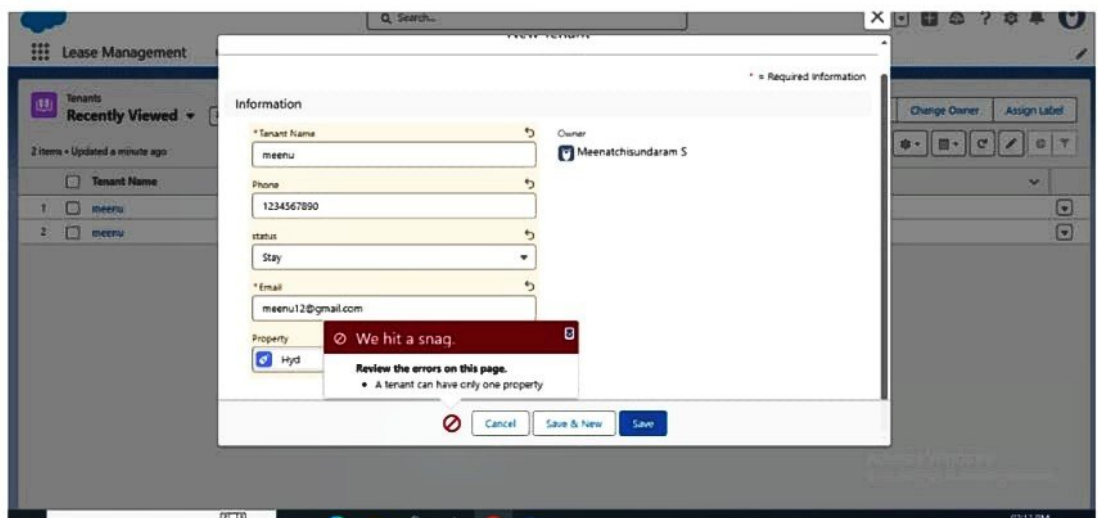 Search...
Lease Management
New Tenant
* = Required Information
Tenants
Recently Viewed
Information
Change Owner
Assign Label
* Tenant Name
Owner
meenu
Meenatchisundaram S
2 items • Updated a minute ago
Phone
Tenant Name
1234567890
1
meenu
2
meenu
status
Stay
* Email
meenu12@gmail.com
Property
We hit a snag.
Hyd
Review the errors on this page.
• A tenant can have only one property
Cancel
Save & New
Save